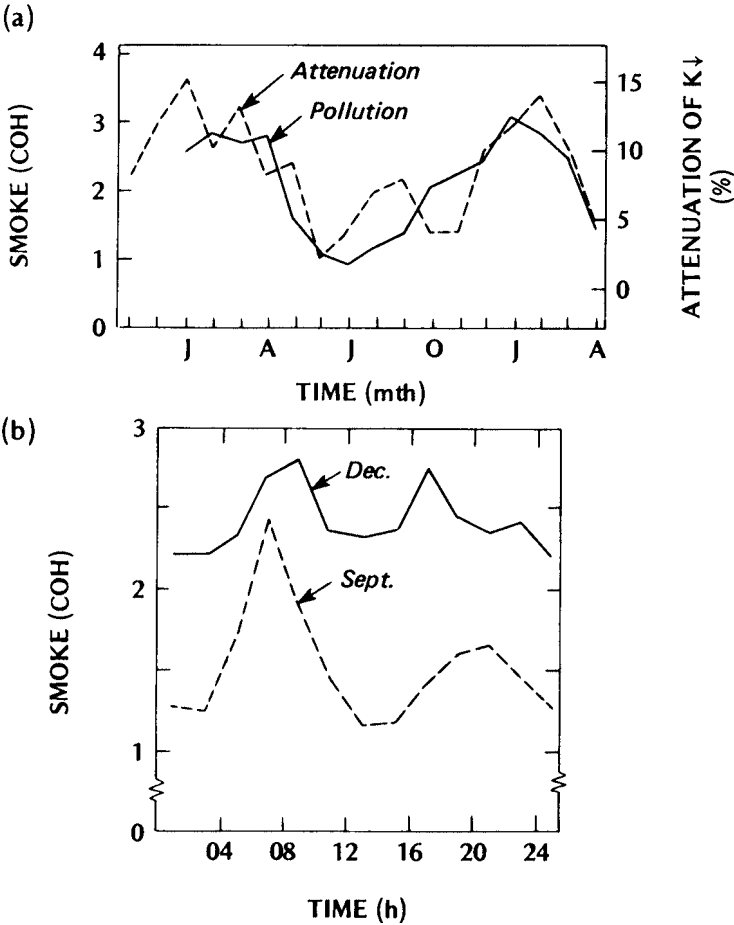 (a)
4
3
2
1
0
SMOKE (COH)
Attenuation
Pollution
15
10
5
0
ATTENUATION OF K↓
(%)
J A J O J A
TIME (mth)
(b)
3
2
1
0
SMOKE (COH)
Dec.
Sept.
04 08 12 16 20 24
TIME (h)